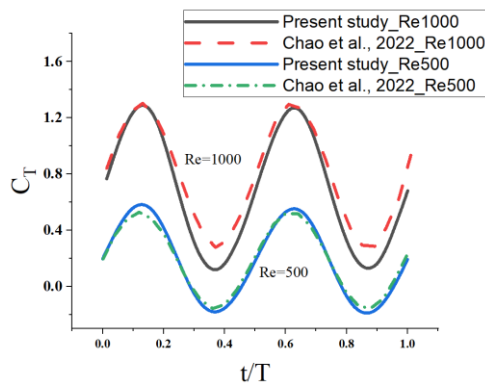 Present study_Re1000
Chao et al., 2022_Re1000
Present study_Re500
Chao et al., 2022_Re500
1.6
1.2
0.8
0.4
0.0
C_T
Re=1000
Re=500
0.0 0.2 0.4 0.6 0.8 1.0
t/T